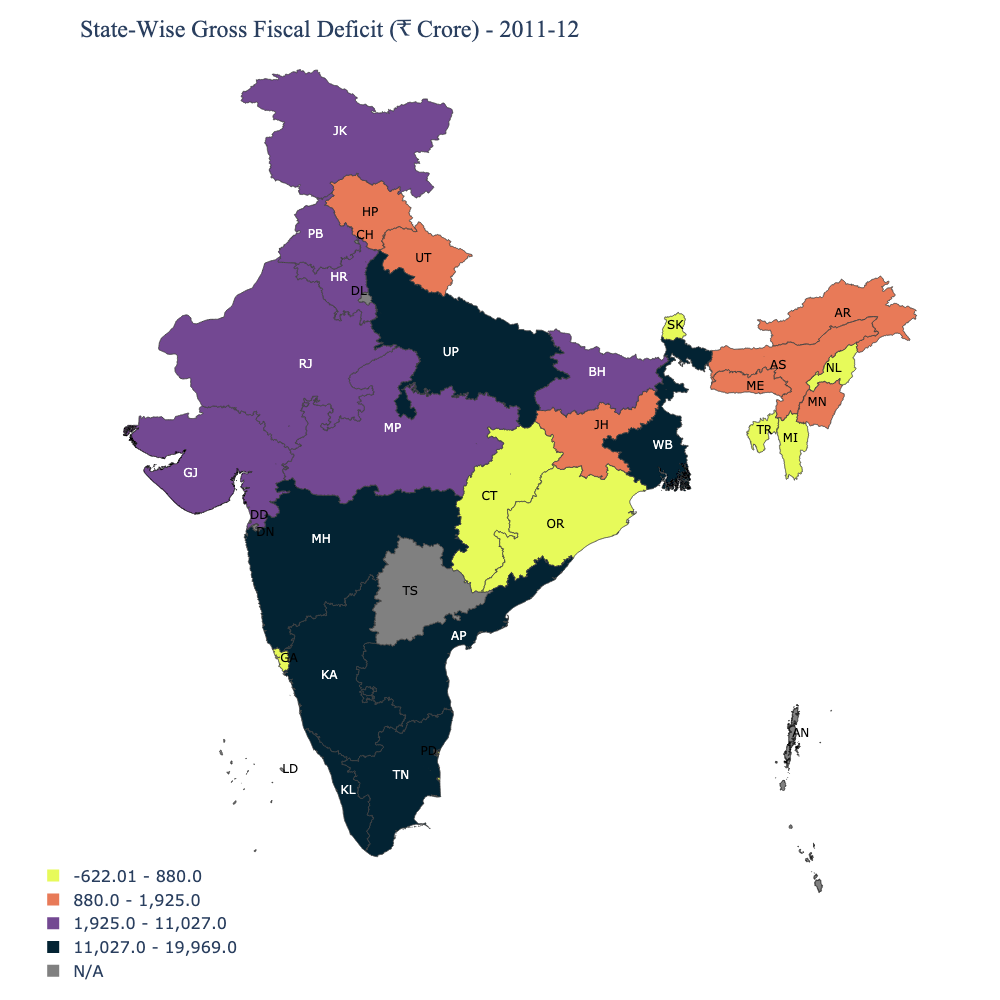 State-Wise Gross Fiscal Deficit (₹ Crore) - 2011-12
JK
HP
PB
CH
UT
HR
DL
AR
SK
UP
RJ
AS
NL
BH
ME
MN
MP
JH
TR
MI
WB
GJ
CT
DD
OR
DN
MH
TS
AP
GA
KA
AN
PD
LD
TN
KL
-622.01 - 880.0
880.0 - 1,925.0
1,925.0 - 11,027.0
11,027.0 - 19,969.0
N/A